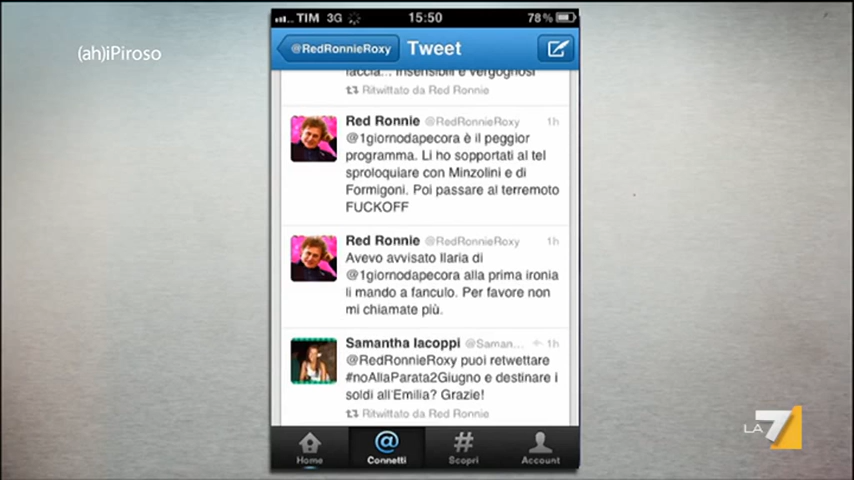 (ah)iPiroso
TIM 3G 15:50 78%
@RedRonnieRoxy Tweet
faccia... insensibili e vergognosi
Ritwittato da Red Ronnie
Red Ronnie @RedRonnieRoxy 1h
@1giornodapecora è il peggior
programma. Li ho sopportati al tel
sproloquiare con Minzolini e di
Formigoni. Poi passare al terremoto
FUCKOFF
Red Ronnie @RedRonnieRoxy 1h
Avevo avvisato Ilaria di
@1giornodapecora alla prima ironia
li mando a fanculo. Per favore non
mi chiamate più.
Samantha Iacoppi @Saman... 1h
@RedRonnieRoxy puoi retwettare
#noAllaParata2Giugno e destinare i
soldi all'Emilia? Grazie!
Ritwittato da Red Ronnie
Home Connetti Scopri Account
LA 7